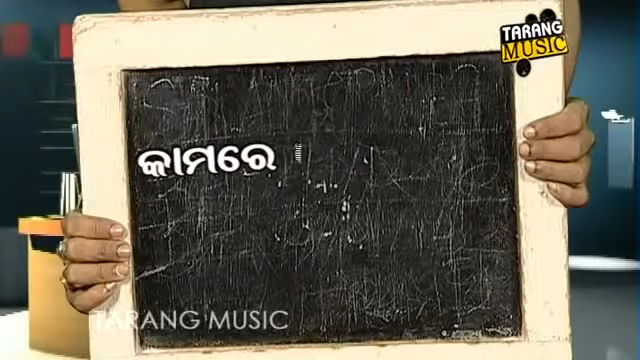 TARANG
MUSIC
କାମରେ
TARANG MUSIC